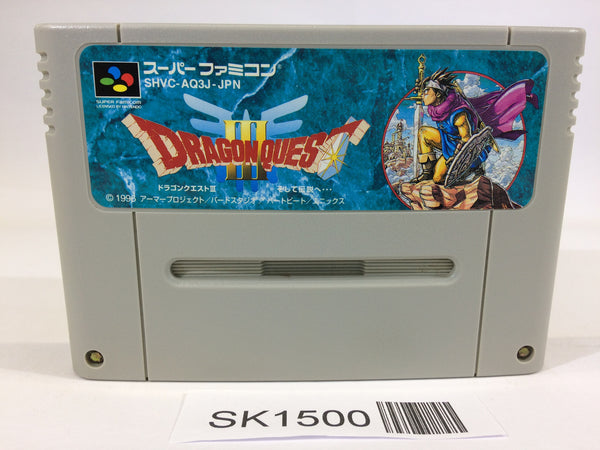 スーパーファミコン®
SHVC-AQ3J-JPN
SUPER Famicom
LICENSED BY NINTENDO
DRAGON QUEST
III
ドラゴンクエストIII そして伝説へ…
© 1996 アーマープロジェクト/バードスタジオ/ハートビート/エニックス
SK1500